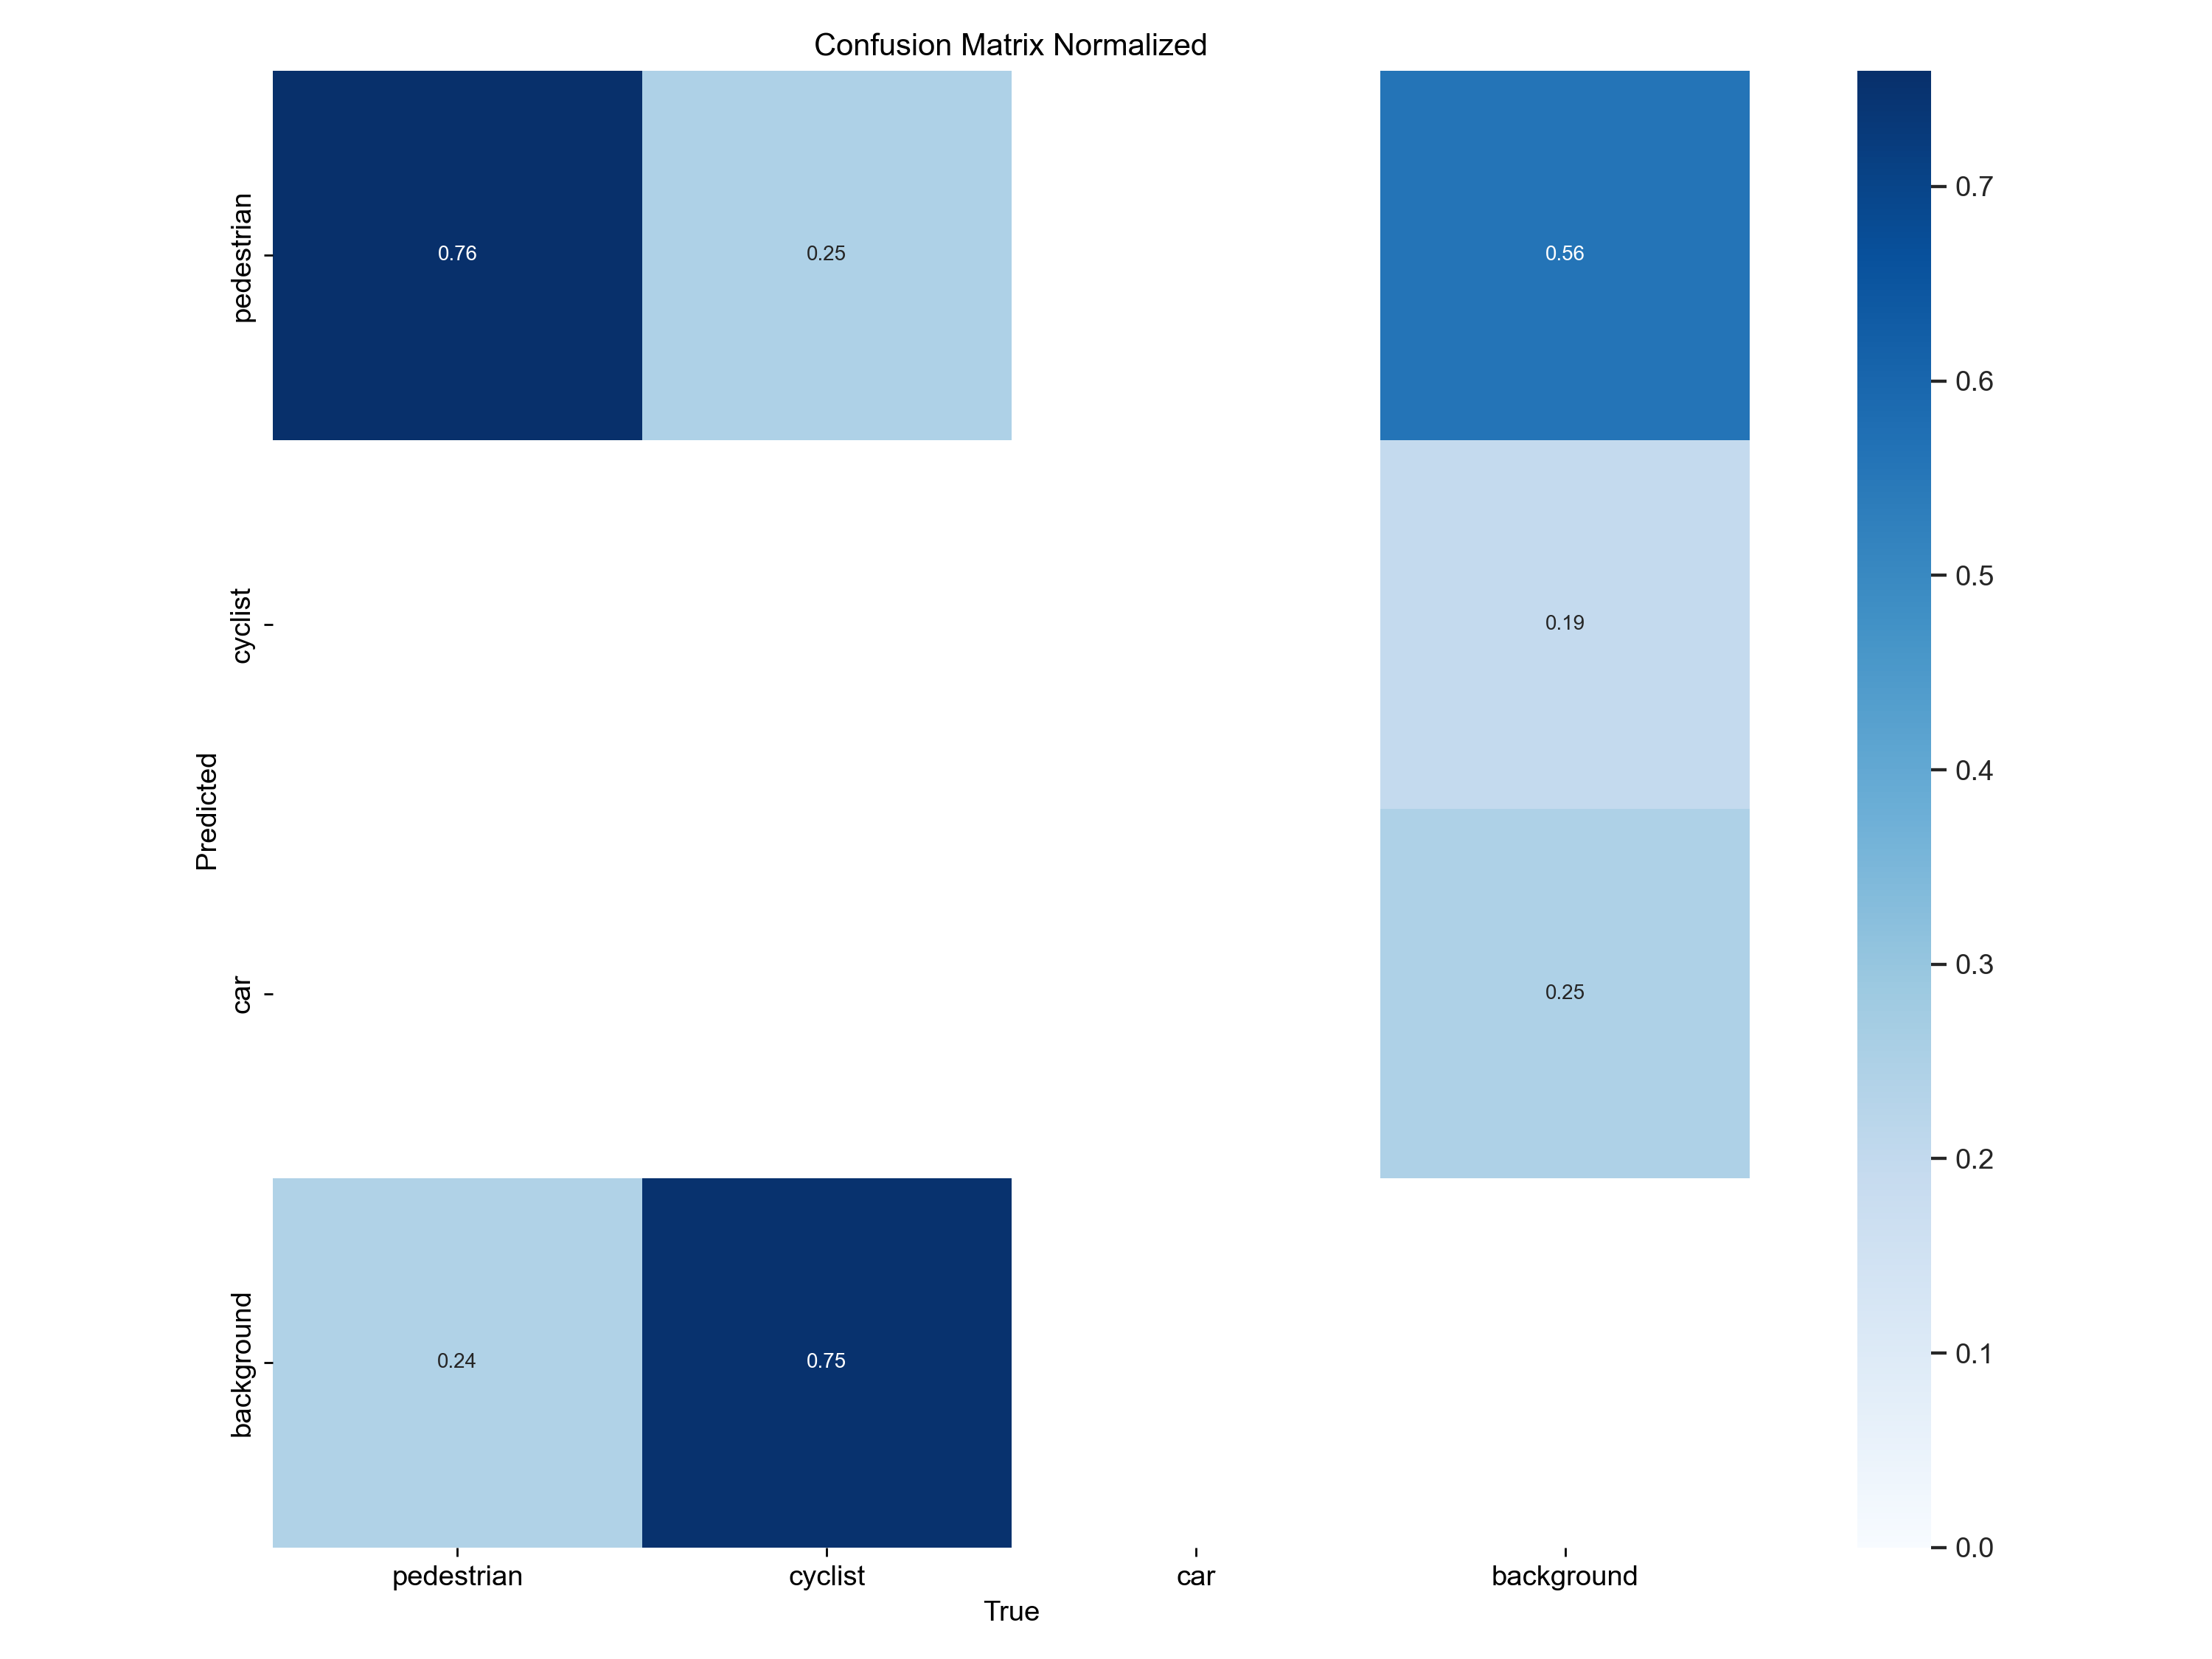 Confusion Matrix Normalized
pedestrian
0.76
0.25
0.56
cyclist
0.19
car
0.25
background
0.24
0.75
Predicted
pedestrian
cyclist
car
background
True
0.7
0.6
0.5
0.4
0.3
0.2
0.1
0.0